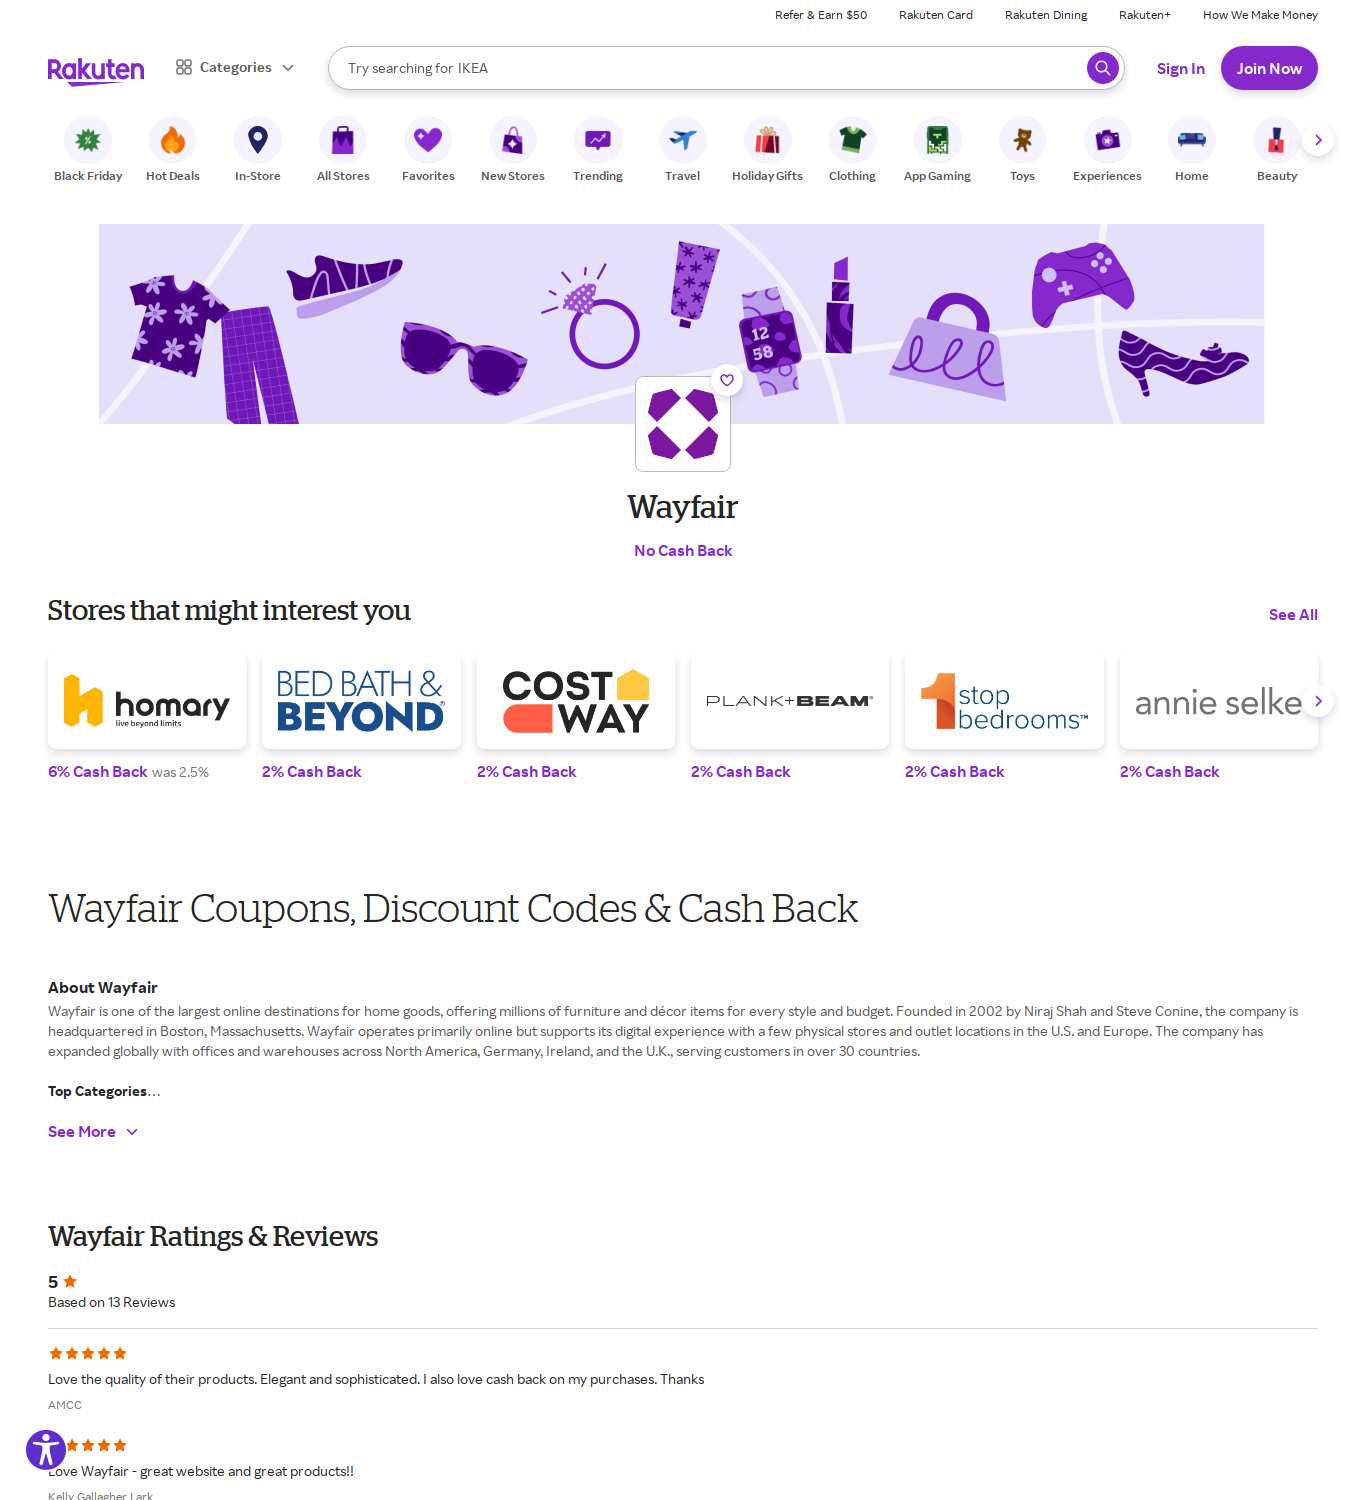 Refer & Earn $50
Rakuten Card
Rakuten Dining
Rakuten+
How We Make Money
Rakuten
Categories
Try searching for IKEA
Sign In
Join Now
Black Friday
Hot Deals
In-Store
All Stores
Favorites
New Stores
Trending
Travel
Holiday Gifts
Clothing
App Gaming
Toys
Experiences
Home
Beauty
12
58
Wayfair
No Cash Back
Stores that might interest you
See All
homary
live beyond limits
BED BATH &
BEYOND®
COST
WAY
PLANK+BEAM®
1 stop
bedrooms™
annie selke
6% Cash Back was 2.5%
2% Cash Back
2% Cash Back
2% Cash Back
2% Cash Back
2% Cash Back
Wayfair Coupons, Discount Codes & Cash Back
About Wayfair
Wayfair is one of the largest online destinations for home goods, offering millions of furniture and décor items for every style and budget. Founded in 2002 by Niraj Shah and Steve Conine, the company is
headquartered in Boston, Massachusetts. Wayfair operates primarily online but supports its digital experience with a few physical stores and outlet locations in the U.S. and Europe. The company has
expanded globally with offices and warehouses across North America, Germany, Ireland, and the U.K., serving customers in over 30 countries.
Top Categories…
See More
Wayfair Ratings & Reviews
5
Based on 13 Reviews
Love the quality of their products. Elegant and sophisticated. I also love cash back on my purchases. Thanks
AMCC
Love Wayfair - great website and great products!!
Kelly Gallagher Lark